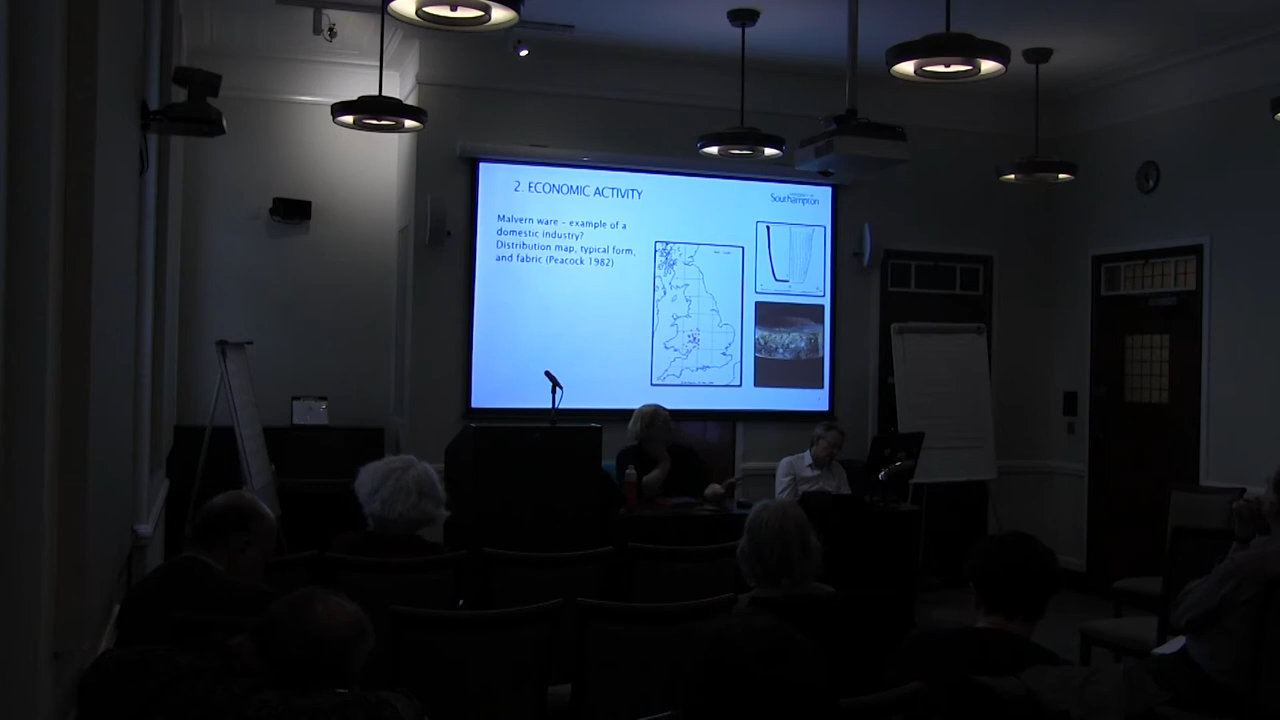 2. ECONOMIC ACTIVITY
Southampton
Malvern ware - example of a
domestic industry?
Distribution map, typical form,
and fabric (Peacock 1982)